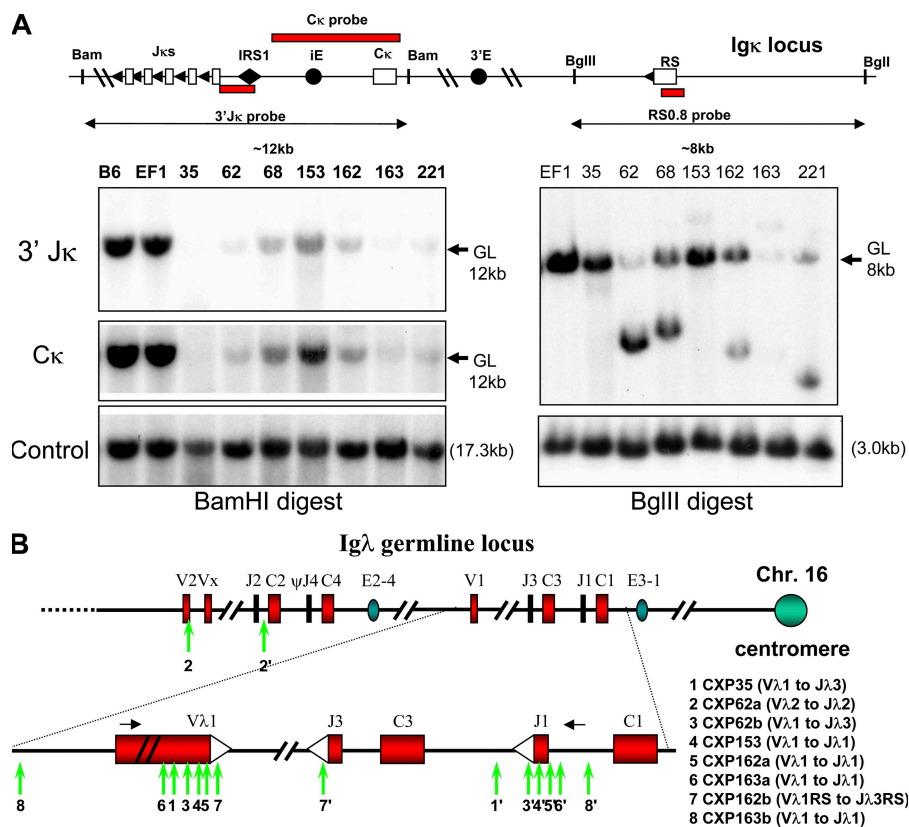 A
Cκ probe
Bam
Jκs
IRS1
iE
Cκ
Bam
3'E
BglII
RS
Igκ locus
BglI
3'Jκ probe
RS0.8 probe
~12kb
~8kb
B6 EF1 35 62 68 153 162 163 221
EF1 35 62 68 153 162 163 221
3' Jκ
GL
12kb
GL
8kb
Cκ
GL
12kb
Control
(17.3kb)
(3.0kb)
BamHI digest
BglII digest
B
Igλ germline locus
V2 Vx J2 C2 ψJ4 C4 E2-4 V1 J3 C3 J1 C1 E3-1
Chr. 16
centromere
2
2'
Vλ1
J3
C3
J1
C1
8
6 1 3 4 5 7
7'
1'
3' 4' 5' 6'
8'
1 CXP35 (Vλ1 to Jλ3)
2 CXP62a (Vλ2 to Jλ2)
3 CXP62b (Vλ1 to Jλ3)
4 CXP153 (Vλ1 to Jλ1)
5 CXP162a (Vλ1 to Jλ1)
6 CXP163a (Vλ1 to Jλ1)
7 CXP162b (Vλ1RS to Jλ3RS)
8 CXP163b (Vλ1 to Jλ1)